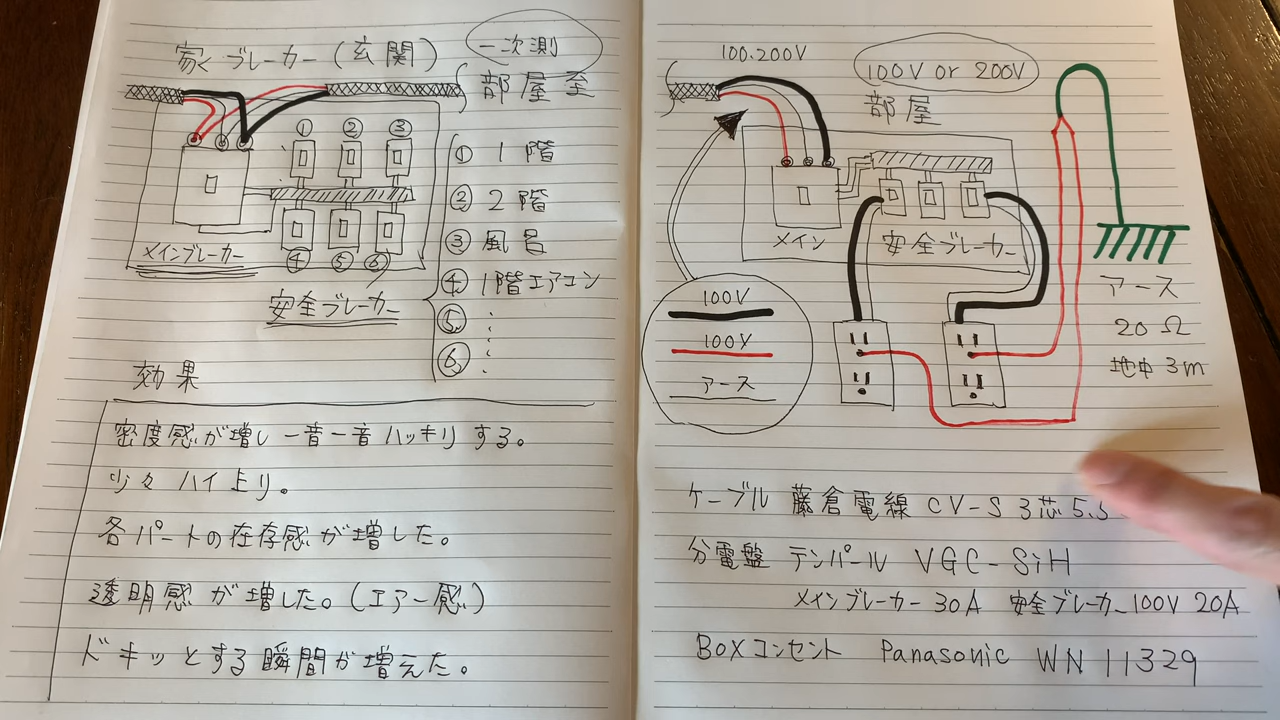 家ブレーカー(玄関)
一次測
部屋至
① ② ③
メインブレーカー
④ ⑤ ⑥
安全ブレーカー
① 1階
② 2階
③ 風呂
④ 1階エアコン
⑤ :
⑥ :
効果
密度感が増し一音一音ハッキリする。
少々ハイ上り。
各パートの在存感が増した。
透明感が増した。(エアー感)
ドキッとする瞬間が増えた。
100.200V
100V or 200V
部屋
メイン
安全ブレーカー
100V
100V
アース
アース
20Ω
地中3m
ケーブル 藤倉電線 CV-S 3芯 5.5
分電盤 テンパール VGC-SiH
メインブレーカー 30A 安全ブレーカー 100V 20A
BOXコンセント Panasonic WN 11329